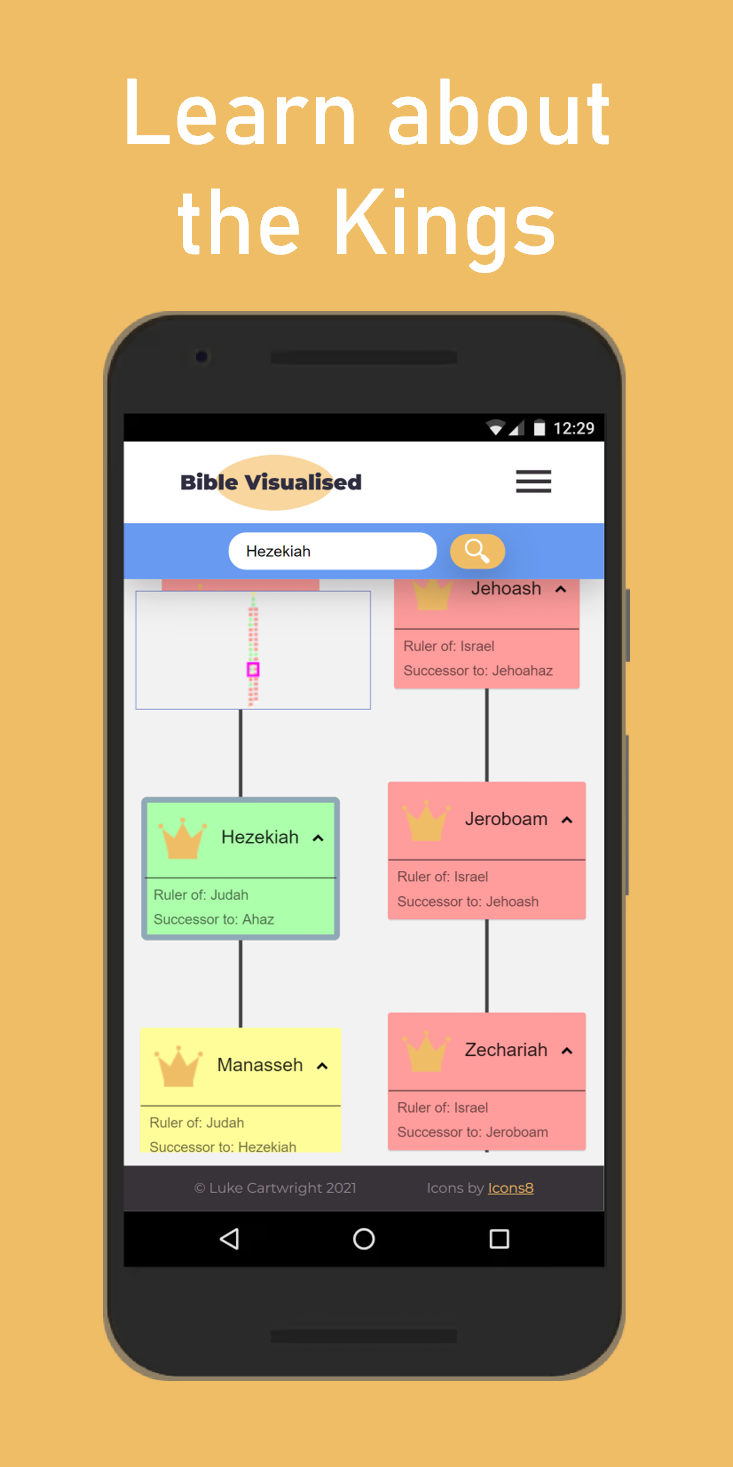 Learn about
the Kings
12:29
Bible Visualised
Hezekiah
Jehoash
Ruler of: Israel
Successor to: Jehoahaz
Hezekiah
Ruler of: Judah
Successor to: Ahaz
Jeroboam
Ruler of: Israel
Successor to: Jehoash
Manasseh
Ruler of: Judah
Successor to: Hezekiah
Zechariah
Ruler of: Israel
Successor to: Jeroboam
© Luke Cartwright 2021
Icons by Icons8